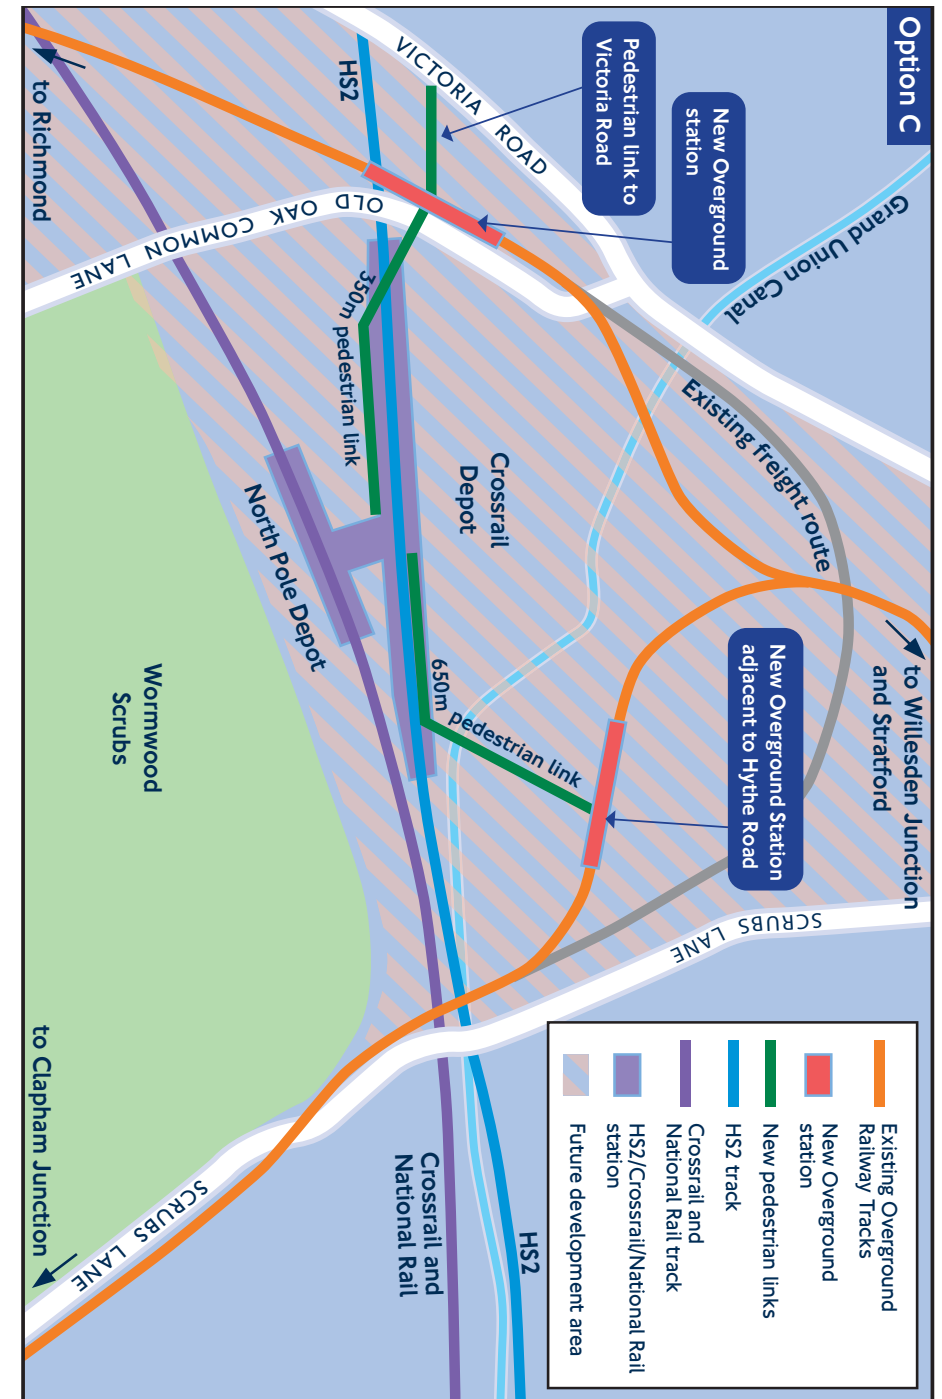 Option C
Grand Union Canal
VICTORIA ROAD
Pedestrian link to
Victoria Road
New Overground
station
HS2
to Richmond
OLD OAK COMMON LANE
350m pedestrian link
Existing freight route
Crossrail
Depot
North Pole Depot
Wormwood
Scrubs
650m
pedestrian link
to Willesden Junction
and Stratford
New Overground Station
adjacent to Hythe Road
SCRUBS LANE
Existing Overground
Railway Tracks
New Overground
station
New pedestrian links
HS2 track
Crossrail and
National Rail track
HS2/Crossrail/National Rail
station
Future development area
HS2
Crossrail and
National Rail
SCRUBS LANE
to Clapham Junction